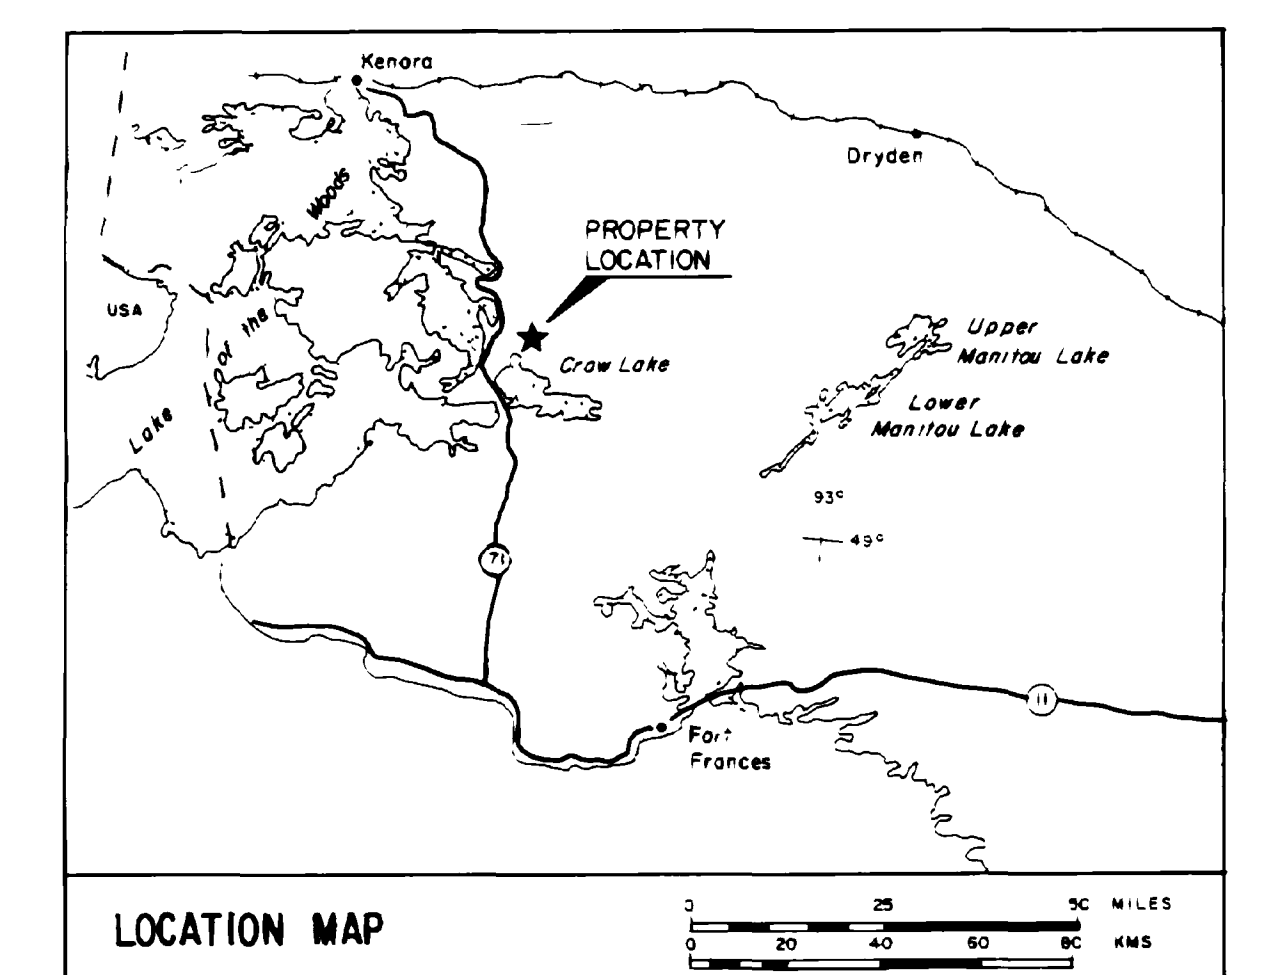 Kenora
Dryden
Woods
PROPERTY
LOCATION
USA
the
of
Upper
Manitou Lake
Crow Lake
Lower
Manitou Lake
Lake
93°
49°
71
11
Fort
Frances
LOCATION MAP
0 25 50 MILES
0 20 40 60 80 KMS